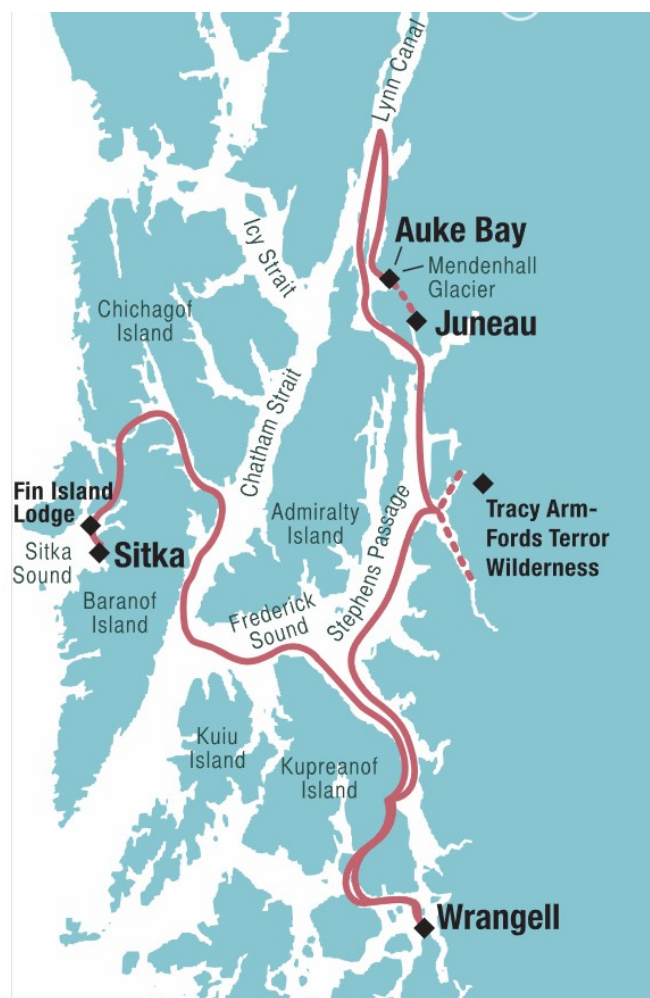 Lynn Canal
Auke Bay
Mendenhall
Glacier
Icy Strait
Juneau
Chichagof
Island
Chatham Strait
Fin Island
Lodge
Sitka
Sitka
Sound
Admiralty
Island
Stephens Passage
Tracy Arm-
Fords Terror
Wilderness
Baranof
Island
Frederick
Sound
Kuiu
Island
Kupreanof
Island
Wrangell